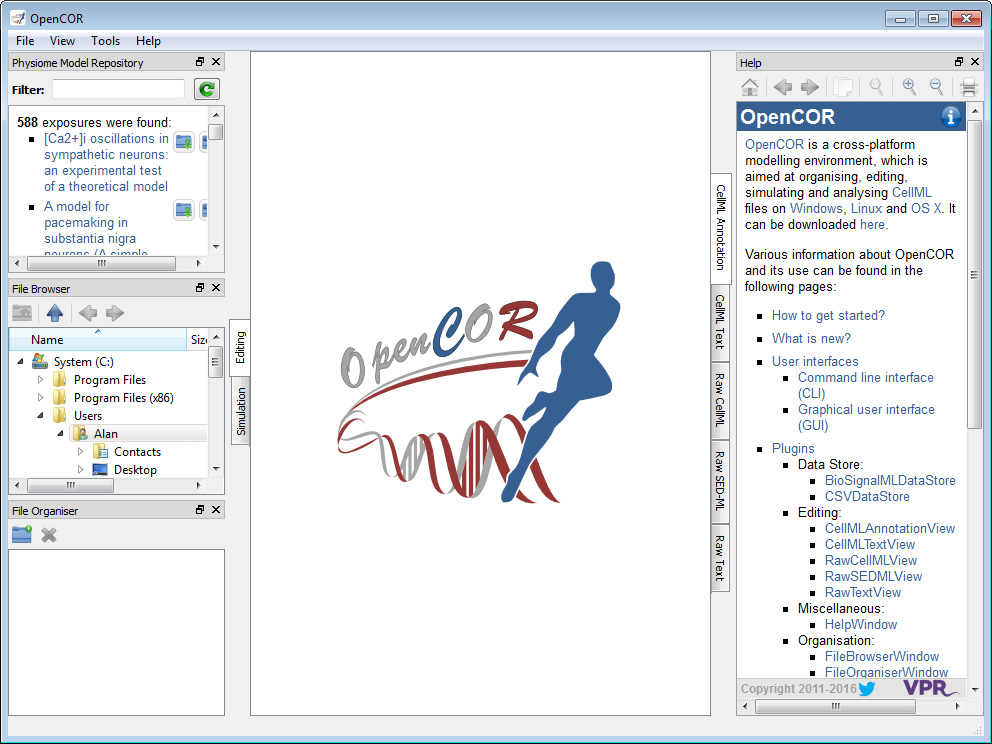 OpenCOR
File View Tools Help
Physiome Model Repository
Filter:
588 exposures were found:
[Ca2+]i oscillations in
sympathetic neurons:
an experimental test
of a theoretical model
A model for
pacemaking in
substantia nigra
neurons (A simple
File Browser
Name Size
System (C:)
Program Files
Program Files (x86)
Users
Alan
Contacts
Desktop
File Organiser
Editing
Simulation
OpenCOR
CellML Annotation
CellML Text
Raw CellML
Raw SED-ML
Raw Text
Help
OpenCOR
OpenCOR is a cross-platform
modelling environment, which is
aimed at organising, editing,
simulating and analysing CellML
files on Windows, Linux and OS X. It
can be downloaded here.
Various information about OpenCOR
and its use can be found in the
following pages:
How to get started?
What is new?
User interfaces
Command line interface
(CLI)
Graphical user interface
(GUI)
Plugins
Data Store:
BioSignalMLDataStore
CSVDataStore
Editing:
CellMLAnnotationView
CellMLTextView
RawCellMLView
RawSEDMLView
RawTextView
Miscellaneous:
HelpWindow
Organisation:
FileBrowserWindow
FileOrganiserWindow
Copyright 2011-2016 VPR